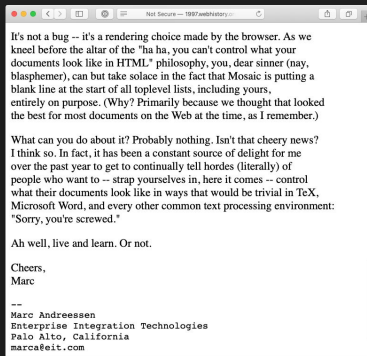 Not Secure — 1997.webhistory.or
It's not a bug -- it's a rendering choice made by the browser. As we
kneel before the altar of the "ha ha, you can't control what your
documents look like in HTML" philosophy, you, dear sinner (nay,
blasphemer), can but take solace in the fact that Mosaic is putting a
blank line at the start of all toplevel lists, including yours,
entirely on purpose. (Why? Primarily because we thought that looked
the best for most documents on the Web at the time, as I remember.)
What can you do about it? Probably nothing. Isn't that cheery news?
I think so. In fact, it has been a constant source of delight for me
over the past year to get to continually tell hordes (literally) of
people who want to -- strap yourselves in, here it comes -- control
what their documents look like in ways that would be trivial in TeX,
Microsoft Word, and every other common text processing environment:
"Sorry, you're screwed."
Ah well, live and learn. Or not.
Cheers,
Marc
--
Marc Andreessen
Enterprise Integration Technologies
Palo Alto, California
marca@eit.com